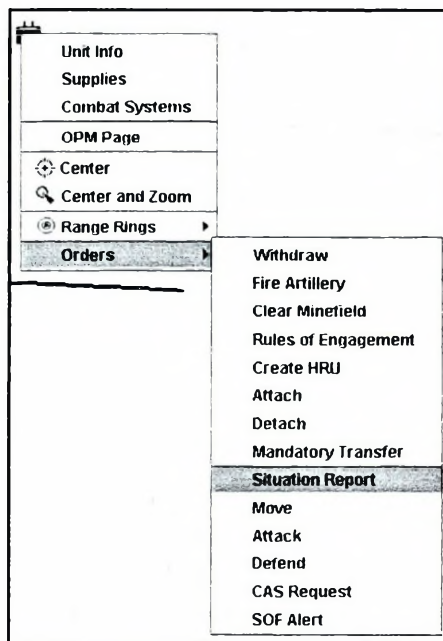 Unit Info
Supplies
Combat Systems
OPM Page
Center
Center and Zoom
Range Rings
Orders
Withdraw
Fire Artillery
Clear Minefield
Rules of Engagement
Create HRU
Attach
Detach
Mandatory Transfer
Situation Report
Move
Attack
Defend
CAS Request
SOF Alert